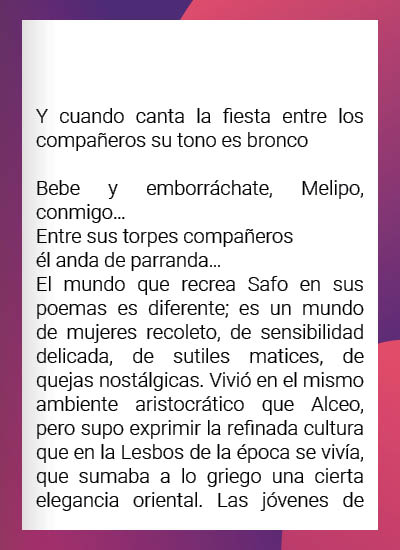 Y cuando canta la fiesta entre los
compañeros su tono es bronco
Bebe y emborráchate, Melipo,
conmigo...
Entre sus torpes compañeros
él anda de parranda...
El mundo que recrea Safo en sus
poemas es diferente; es un mundo
de mujeres recoleto, de sensibilidad
delicada, de sutiles matices, de
quejas nostálgicas. Vivió en el mismo
ambiente aristocrático que Alceo,
pero supo exprimir la refinada cultura
que en la Lesbos de la época se vivía,
que sumaba a lo griego una cierta
elegancia oriental. Las jóvenes de